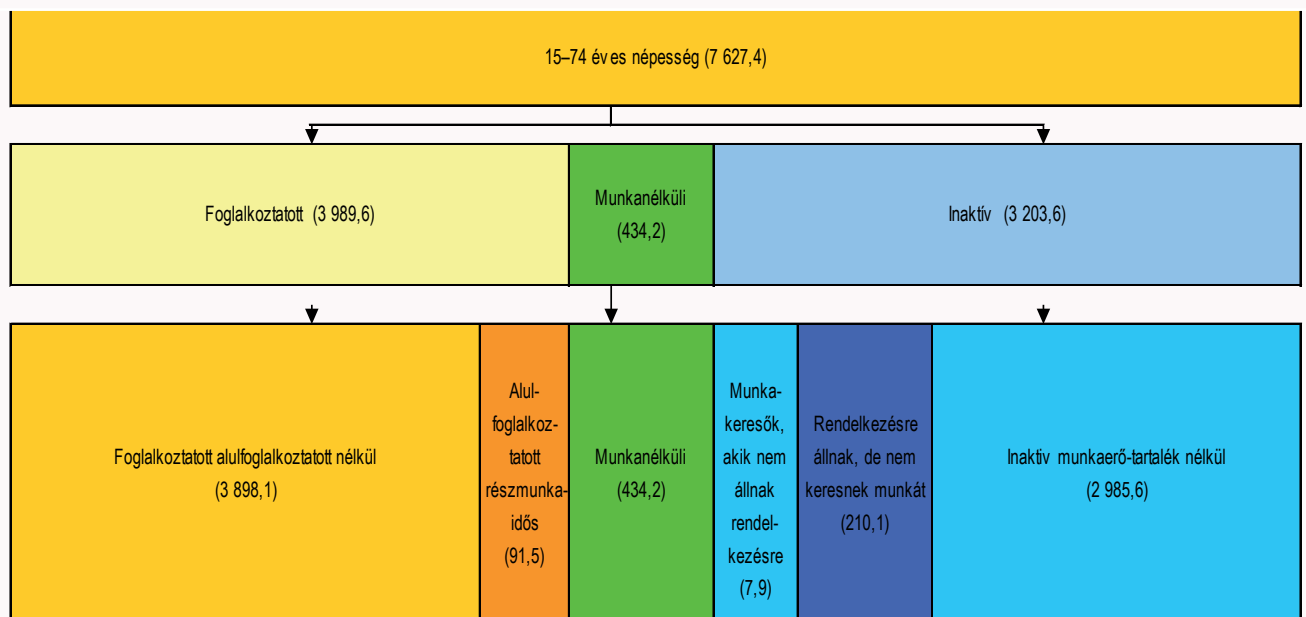 15–74 éves népesség (7 627,4)
Foglalkoztatott (3 989,6)
Munkanélküli
(434,2)
Inaktív (3 203,6)
Foglalkoztatott alulfoglalkoztatott nélkül
(3 898,1)
Alul-
foglalkoz-
tatott
részmunka-
idős
(91,5)
Munkanélküli
(434,2)
Munka-
keresők,
akik nem
állnak
rendel-
kezésre
(7,9)
Rendelkezésre
állnak, de nem
keresnek munkát
(210,1)
Inaktiv munkaerő-tartalék nélkül
(2 985,6)